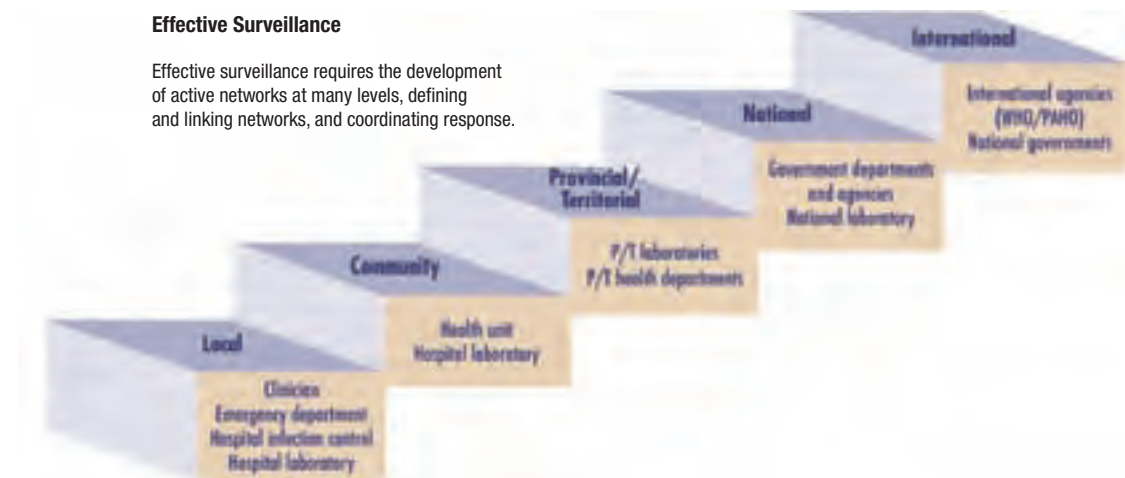 Effective Surveillance
Effective surveillance requires the development
of active networks at many levels, defining
and linking networks, and coordinating response.
International
International agencies
(WHO/PAHO)
National governments
National
Government departments
and agencies
National laboratory
Provincial/
Territorial
P/T laboratories
P/T health departments
Community
Health unit
Hospital laboratory
Local
Clinician
Emergency department
Hospital infection control
Hospital laboratory